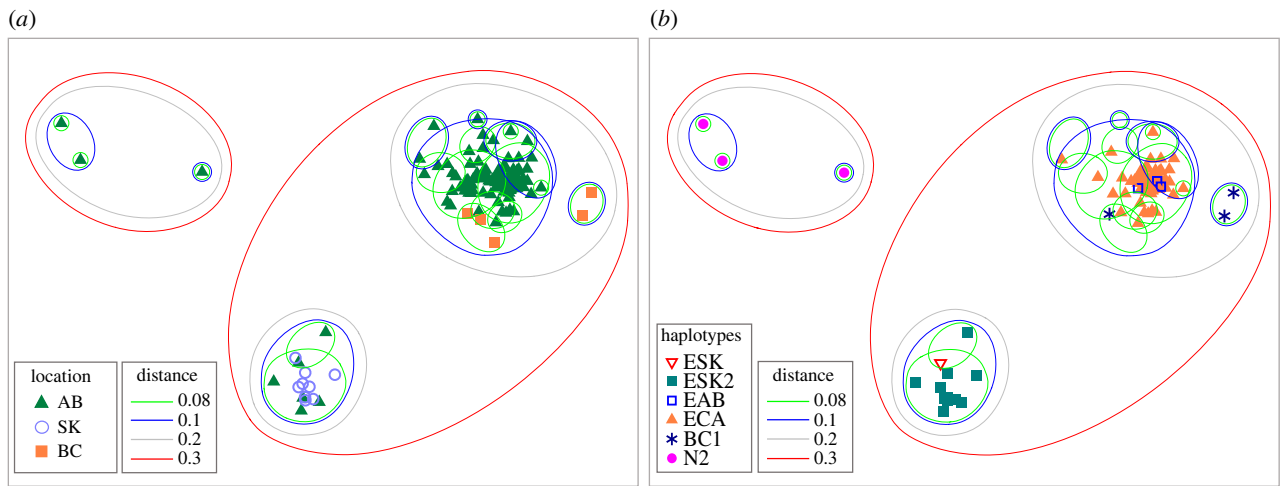 (a)
location
AB
SK
BC
distance
0.08
0.1
0.2
0.3
(b)
haplotypes
ESK
ESK2
EAB
ECA
BC1
N2
distance
0.08
0.1
0.2
0.3